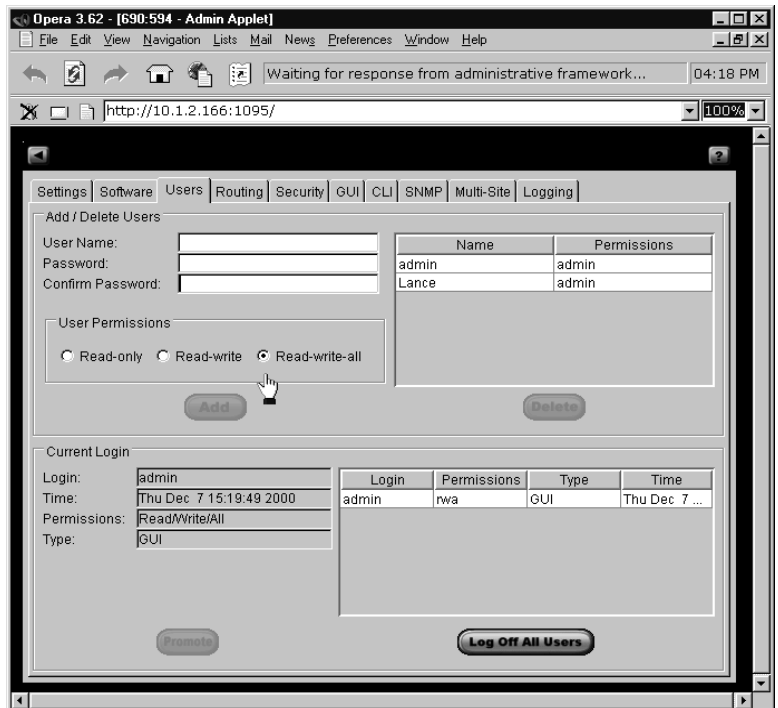 Opera 3.62 - [690:594 - Admin Applet]
File Edit View Navigation Lists Mail News Preferences Window Help
Waiting for response from administrative framework... 04:18 PM
http://10.1.2.166:1095/ 100%
?
Settings Software Users Routing Security GUI CLI SNMP Multi-Site Logging
Add / Delete Users
User Name:
Password:
Confirm Password:
Name Permissions
admin admin
Lance admin
User Permissions
Read-only Read-write Read-write-all
Add Delete
Current Login
Login: admin
Time: Thu Dec 7 15:19:49 2000
Permissions: Read/Write/All
Type: GUI
Login Permissions Type Time
admin rwa GUI Thu Dec 7 ...
Promote Log Off All Users